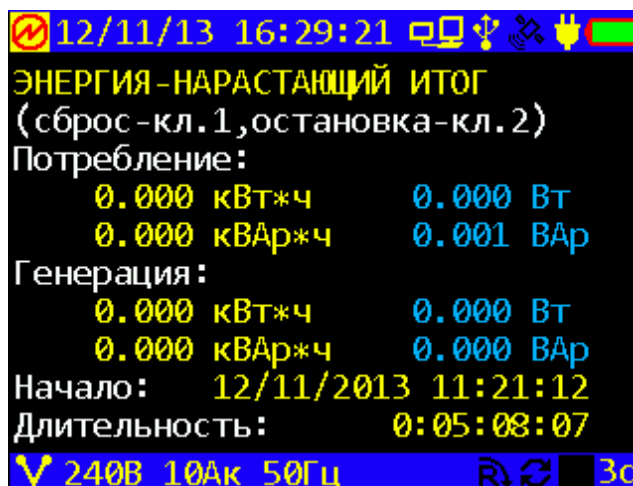 12/11/13 16:29:21
ЭНЕРГИЯ-НАРАСТАЮЩИЙ ИТОГ
(сброс-кл.1,остановка-кл.2)
Потребление:
0.000 кВт*ч 0.000 Вт
0.000 кВАр*ч 0.001 ВАр
Генерация:
0.000 кВт*ч 0.000 Вт
0.000 кВАр*ч 0.000 ВАр
Начало: 12/11/2013 11:21:12
Длительность: 0:05:08:07
240В 10Ак 50Гц 3с